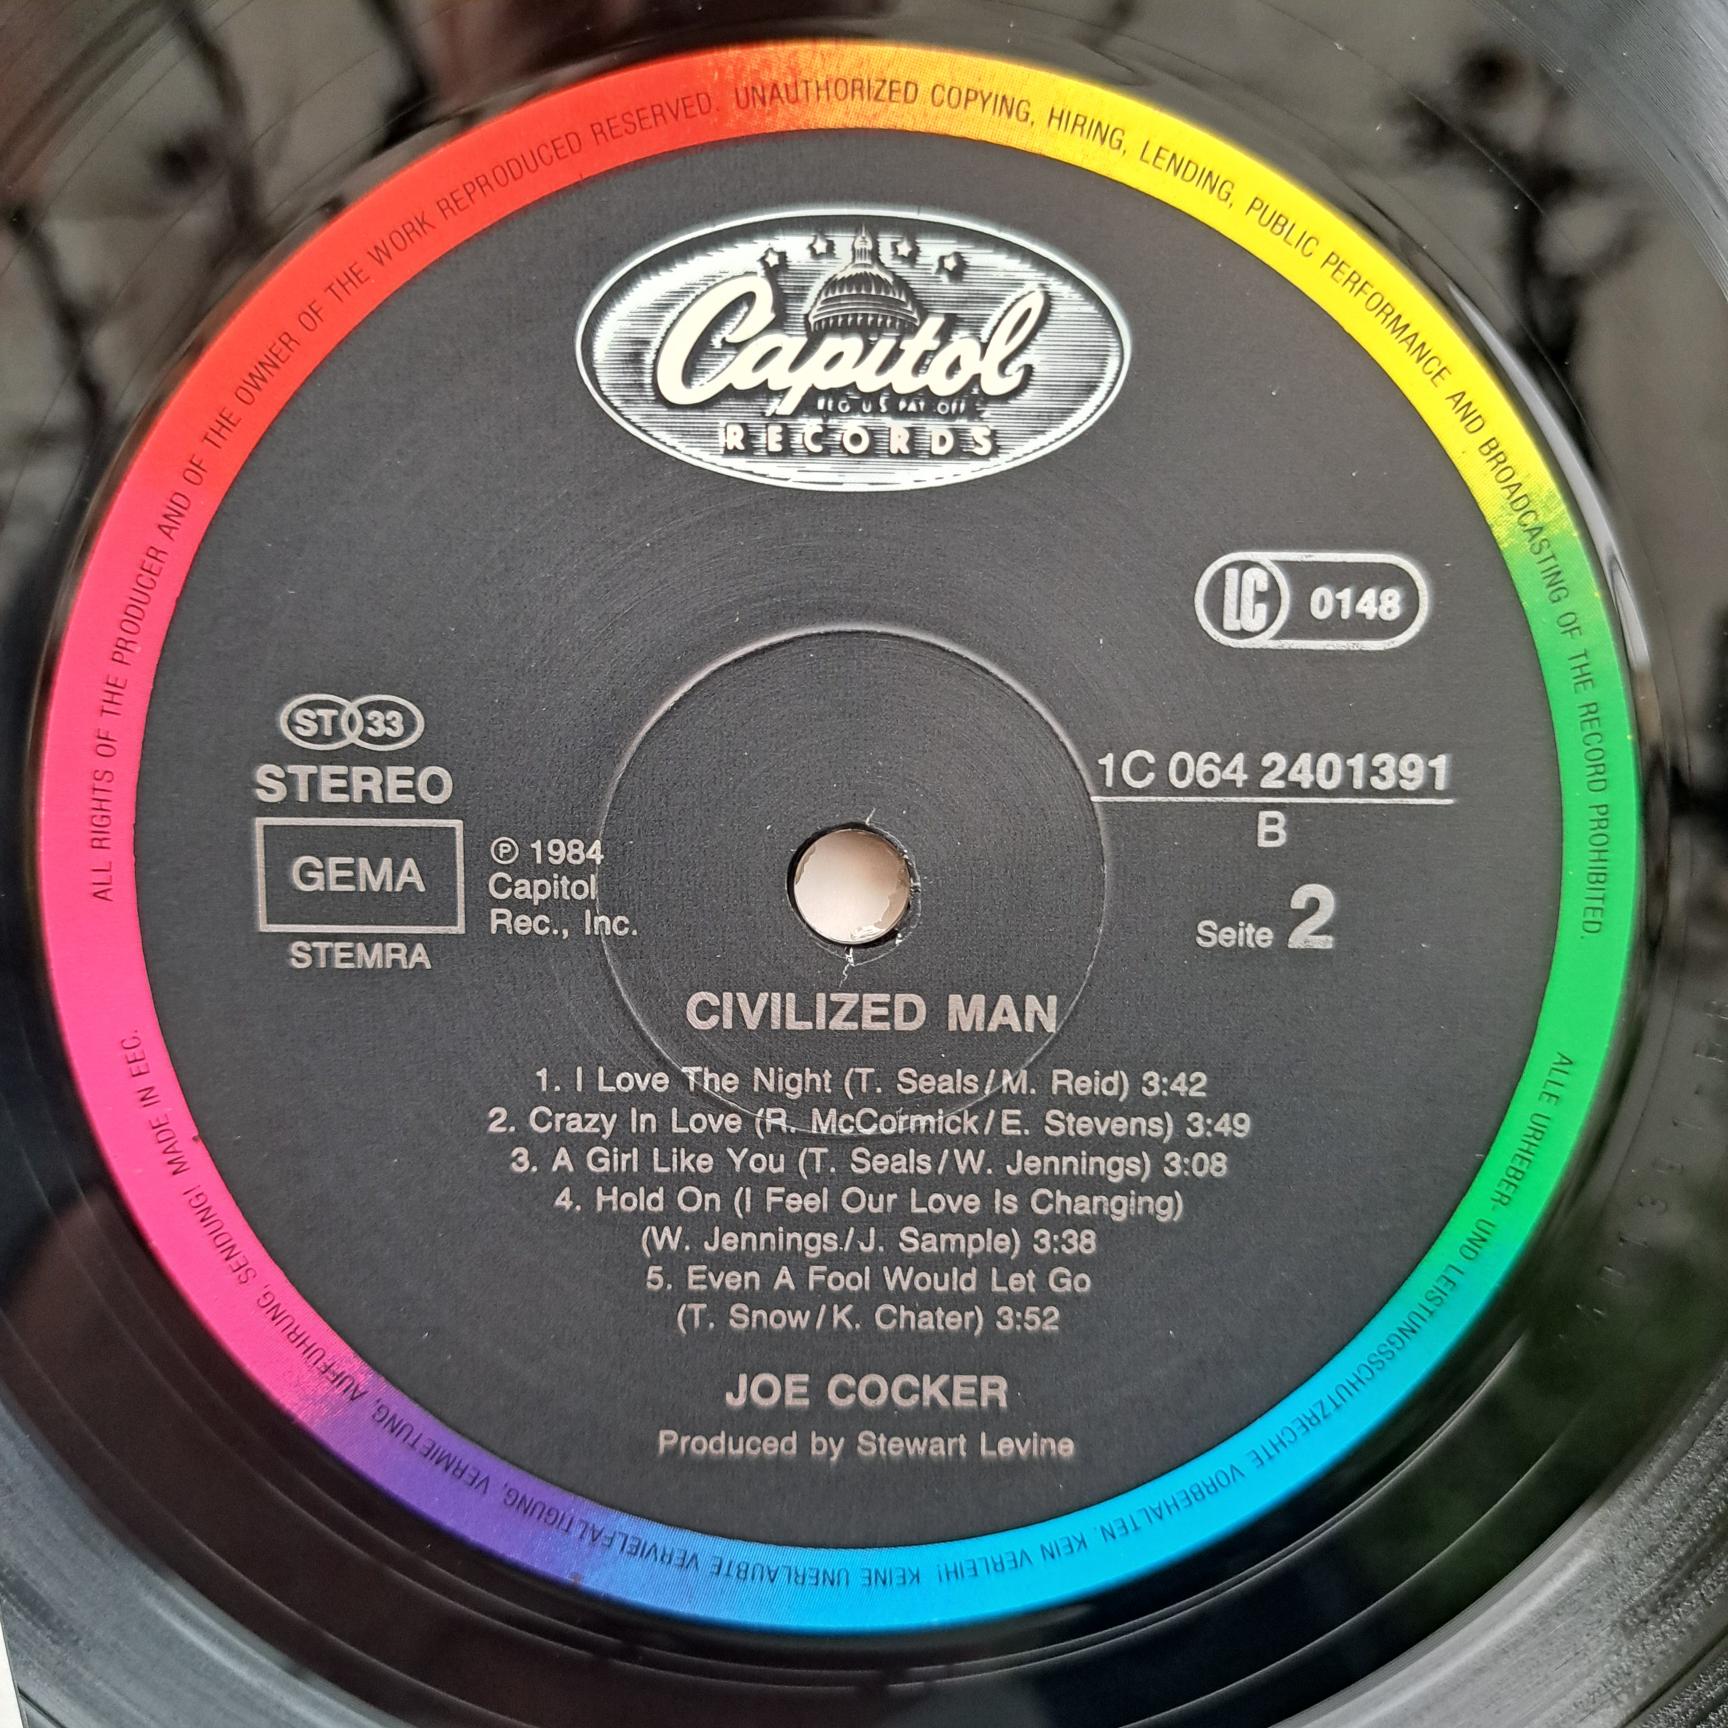 ALL RIGHTS OF THE PRODUCER AND OF THE OWNER OF THE WORK REPRODUCED RESERVED. UNAUTHORIZED COPYING, HIRING, LENDING, PUBLIC PERFORMANCE AND BROADCASTING OF THE RECORD PROHIBITED.
Capitol
REG US PAT OFF
RECORDS
LC 0148
ST 33
STEREO
GEMA
STEMRA
℗ 1984
Capitol
Rec., Inc.
1C 064 2401391
B
Seite 2
CIVILIZED MAN
1. I Love The Night (T. Seals/M. Reid) 3:42
2. Crazy In Love (R. McCormick/E. Stevens) 3:49
3. A Girl Like You (T. Seals/W. Jennings) 3:08
4. Hold On (I Feel Our Love Is Changing)
(W. Jennings./J. Sample) 3:38
5. Even A Fool Would Let Go
(T. Snow/K. Chater) 3:52
JOE COCKER
Produced by Stewart Levine
ALLE URHEBER- UND LEISTUNGSSCHUTZRECHTE VORBEHALTEN. KEIN VERLEIH! KEINE UNERLAUBTE VERVIELFÄLTIGUNG, VERMIETUNG, AUFFÜHRUNG, SENDUNG! MADE IN EEC.